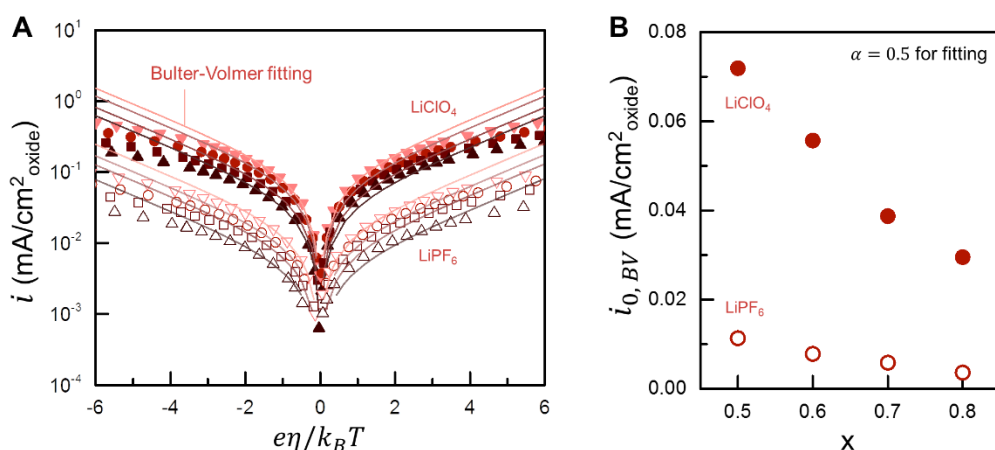 A
i (mA/cm²oxide)
10¹
10⁰
10⁻¹
10⁻²
10⁻³
10⁻⁴
Bulter-Volmer fitting
LiClO₄
LiPF₆
-6 -4 -2 0 2 4 6
eη/k_BT
B
i₀,BV (mA/cm²oxide)
0.08
0.06
0.04
0.02
0.00
α = 0.5 for fitting
LiClO₄
LiPF₆
0.5 0.6 0.7 0.8
x